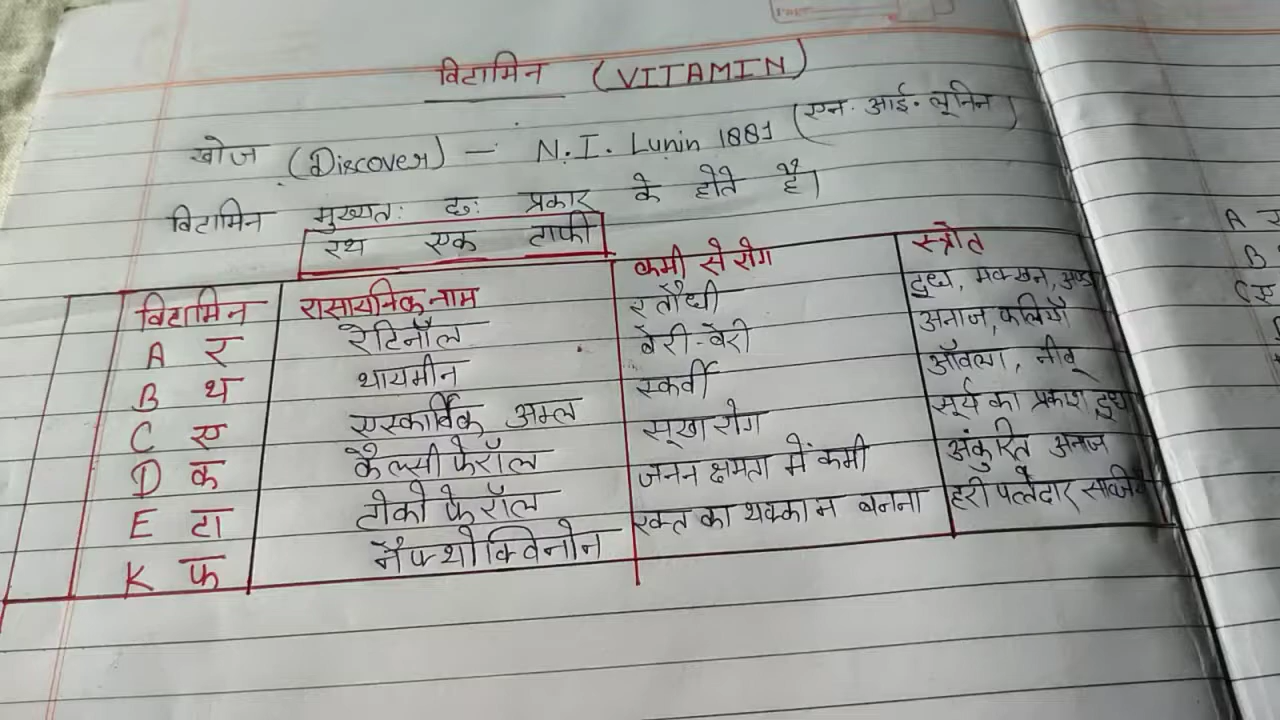 विटामिन (VITAMIN)
खोज (Discover) — N.I. Lunin 1881 (एन. आई. लूनिन)
विटामिन मुख्यतः छः प्रकार के होते हैं।
रथ एक टाफी
विटामिन रासायनिक नाम कमी से रोग स्त्रोत
A र रेटिनॉल रतौंधी दुध, मक्खन, अण्डा
B थ थायमीन बेरी-बेरी अनाज, फलियाँ
C ए एस्कार्विक अम्ल स्कर्वी आँवला, नीबू
D क कैल्सीफेरॉल सूखा रोग सूर्य का प्रकाश, दुध
E टा टोकोफेरॉल जनन क्षमता में कमी अंकुरित अनाज
K फ नैफ्थोक्विनोन रक्त का थक्का न बनना हरी पत्तेदार सब्जियाँ
A
B
C